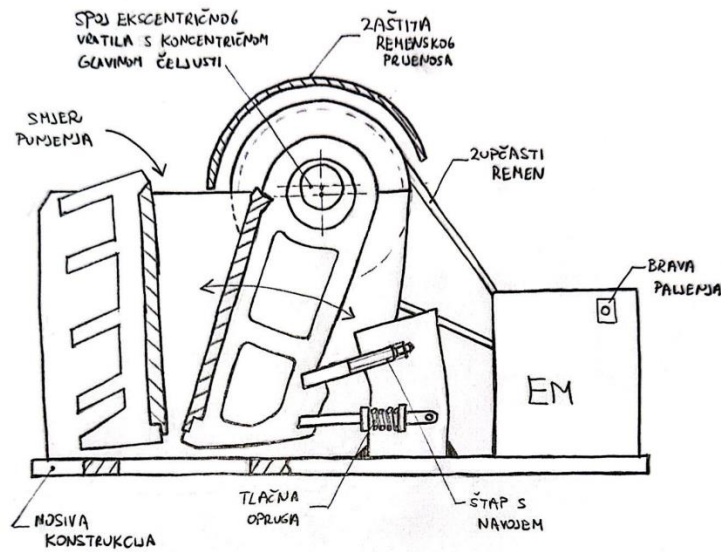 SPOJ EKSCENTRIČNOG
VRATILA S KONCENTRIČNOM
GLAVINOM ČELJUSTI
ZAŠTITA
REMENSKOG
PRIJENOSA
SMJER
PUNJENJA
ZUPČASTI
REMEN
BRAVA
PALJENJA
EM
TLAČNA
OPRUGA
ŠTAP S
NAVOJEM
NOSIVA
KONSTRUKCIJA